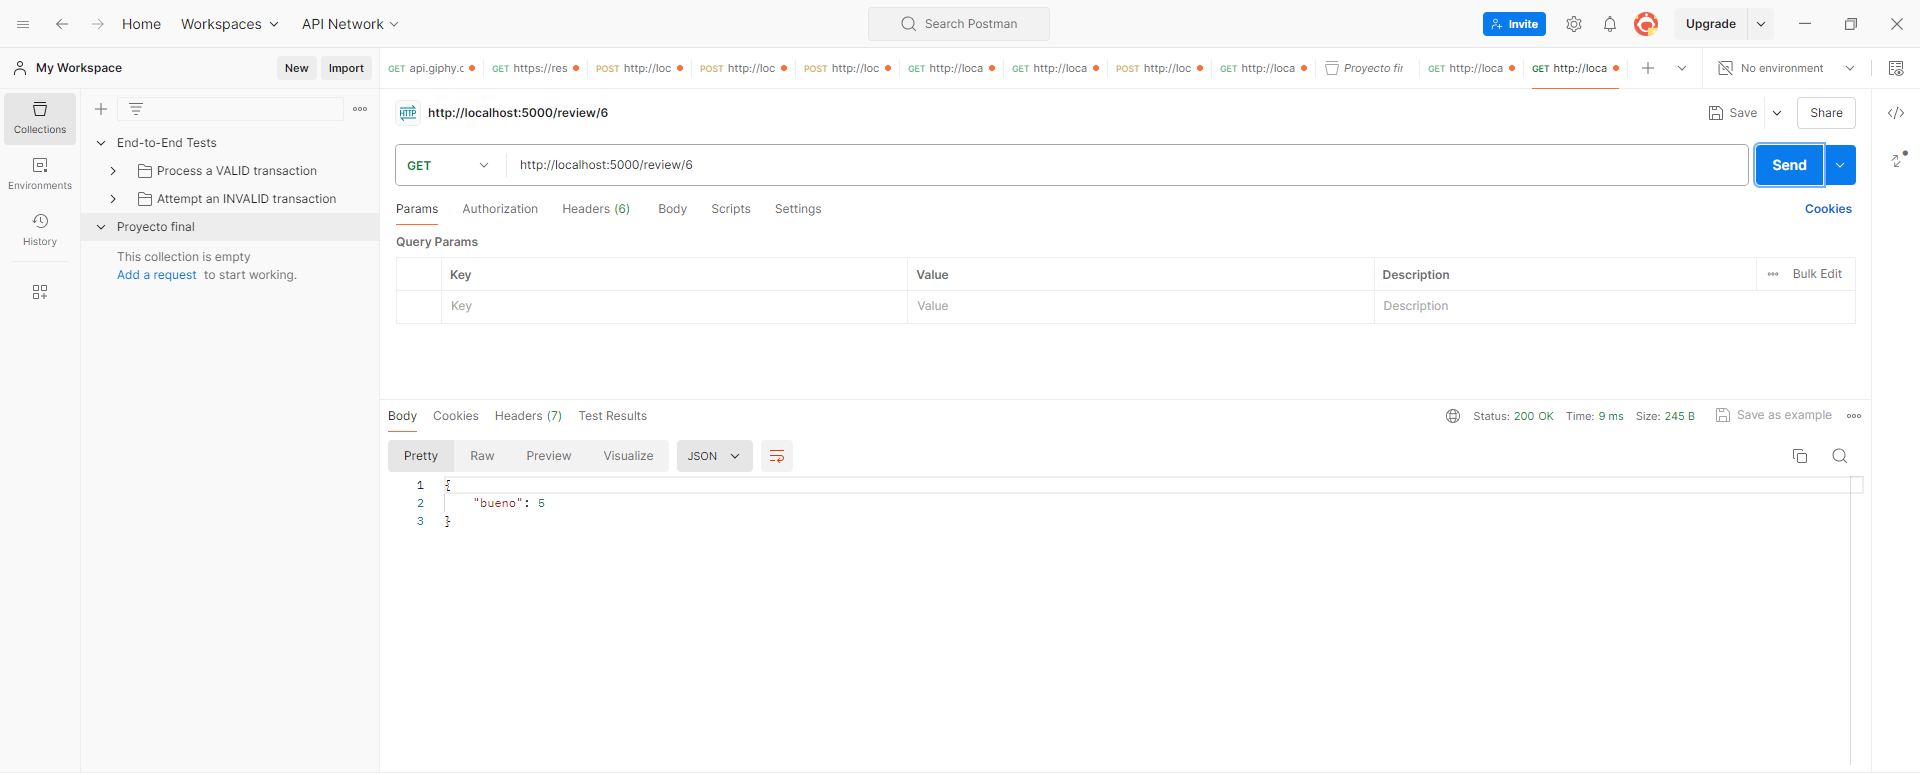 Home Workspaces API Network Search Postman Invite Upgrade
My Workspace New Import GET api.giphy.c GET https://res POST http://loc POST http://loc POST http://loc GET http://loca GET http://loca POST http://loc GET http://loca Proyecto fir GET http://loca GET http://loca No environment
Collections
Environments
History
End-to-End Tests
Process a VALID transaction
Attempt an INVALID transaction
Proyecto final
This collection is empty
Add a request to start working.
HTTP http://localhost:5000/review/6 Save Share
GET http://localhost:5000/review/6 Send
Params Authorization Headers (6) Body Scripts Settings Cookies
Query Params
Key Value Description Bulk Edit
Key Value Description
Body Cookies Headers (7) Test Results Status: 200 OK Time: 9 ms Size: 245 B Save as example
Pretty Raw Preview Visualize JSON
1 {
2 "bueno": 5
3 }